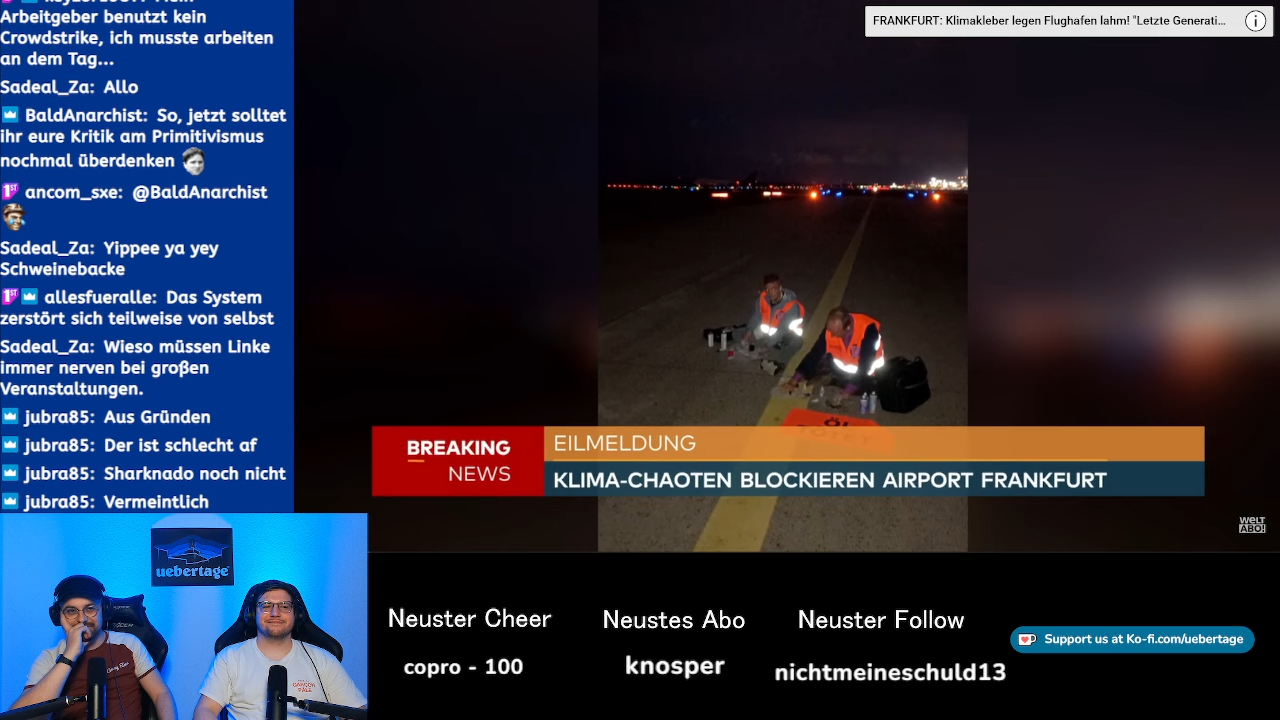 Arbeitgeber benutzt kein
Crowdstrike, ich musste arbeiten
an dem Tag...
Sadeal_Za: Allo
BaldAnarchist: So, jetzt solltet
ihr eure Kritik am Primitivismus
nochmal überdenken
1ST ancom_sxe: @BaldAnarchist
Sadeal_Za: Yippee ya yey
Schweinebacke
1ST allesfueralle: Das System
zerstört sich teilweise von selbst
Sadeal_Za: Wieso müssen Linke
immer nerven bei großen
Veranstaltungen.
jubra85: Aus Gründen
jubra85: Der ist schlecht af
jubra85: Sharknado noch nicht
jubra85: Vermeintlich
FRANKFURT: Klimakleber legen Flughafen lahm! "Letzte Generati...
ÖL
TÖTET
BREAKING
NEWS
EILMELDUNG
KLIMA-CHAOTEN BLOCKIEREN AIRPORT FRANKFURT
WELT
ABO!
uebertage
Neuster Cheer
copro - 100
Neustes Abo
knosper
Neuster Follow
nichtmeineschuld13
Support us at Ko-fi.com/uebertage